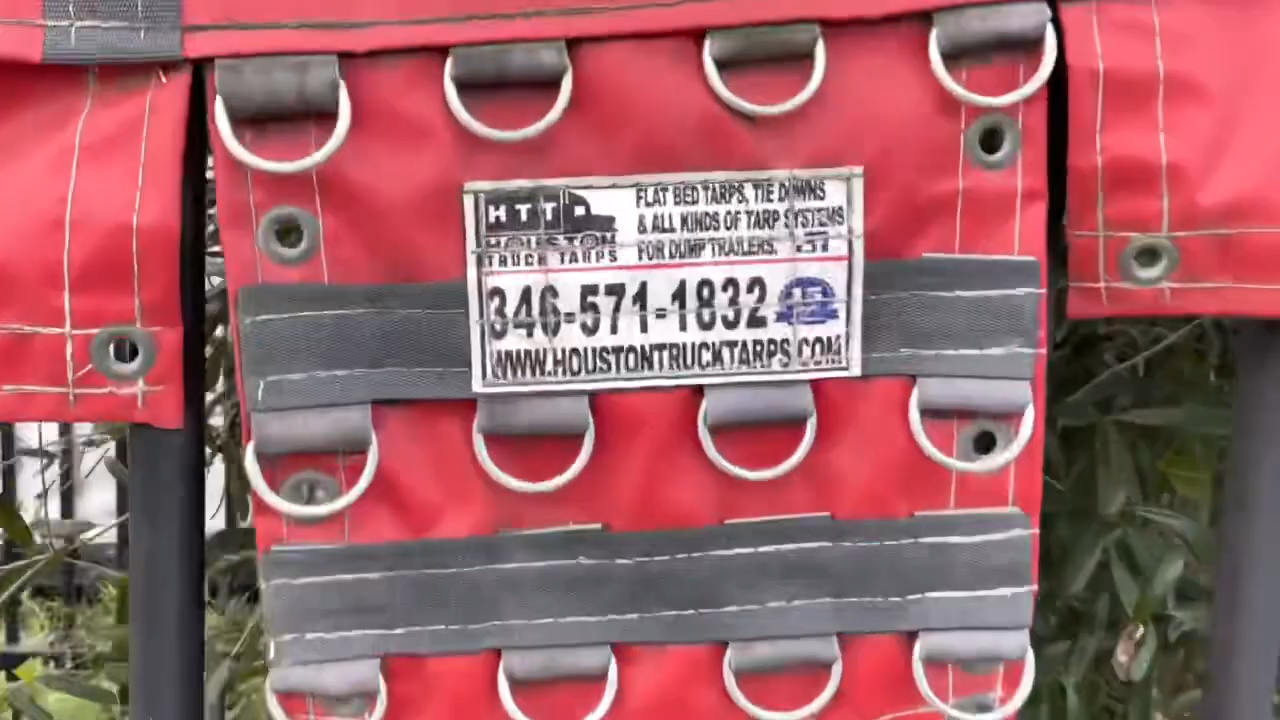 HTT
HOUSTON
TRUCK TARPS
FLAT BED TARPS, TIE DOWNS
& ALL KINDS OF TARP SYSTEMS
FOR DUMP TRAILERS.
346-571-1832
WWW.HOUSTONTRUCKTARPS.COM